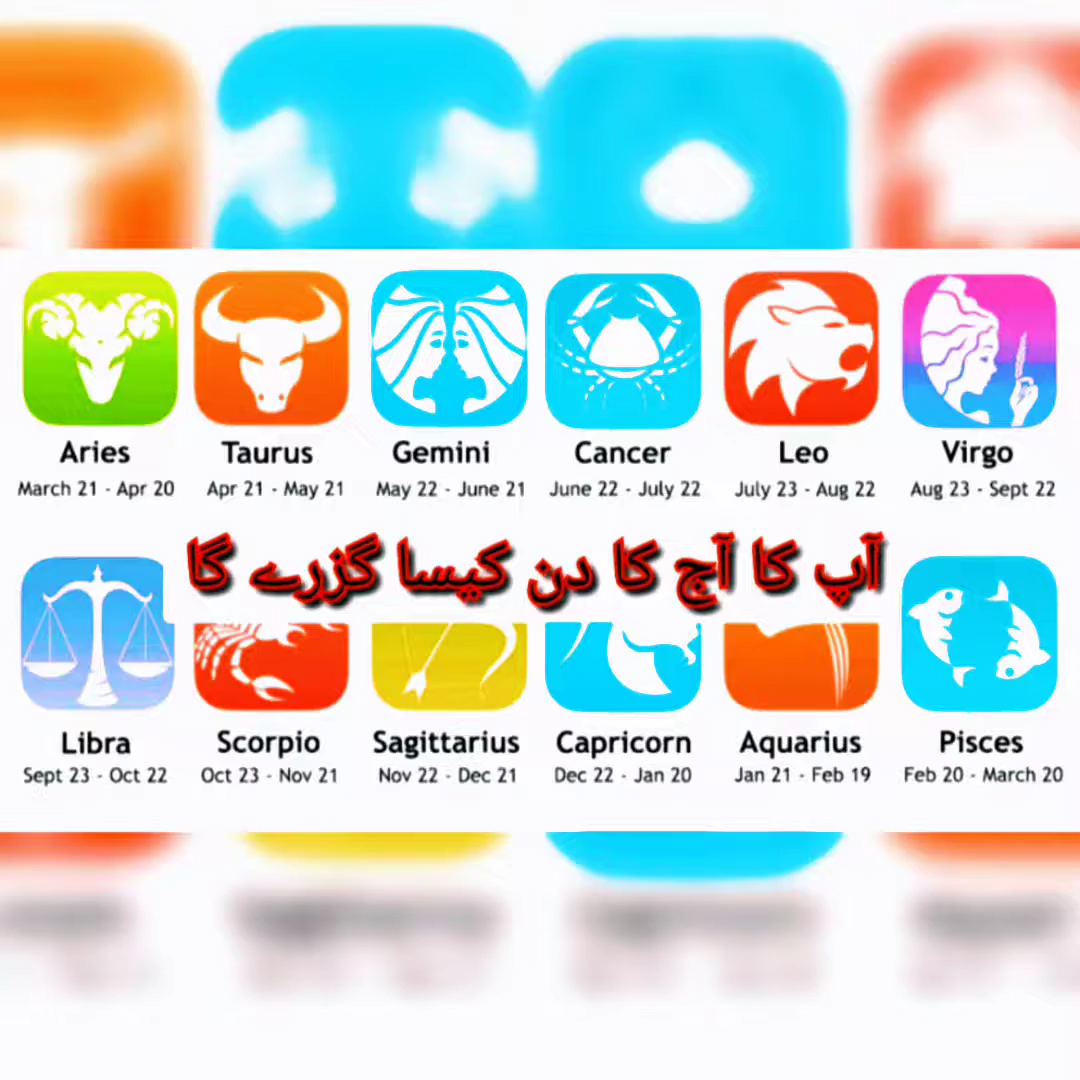 Aries Taurus Gemini Cancer Leo Virgo
March 21 - Apr 20 Apr 21 - May 21 May 22 - June 21 June 22 - July 22 July 23 - Aug 22 Aug 23 - Sept 22
آپ کا آج کا دن کیسا گزرے گا
Libra Scorpio Sagittarius Capricorn Aquarius Pisces
Sept 23 - Oct 22 Oct 23 - Nov 21 Nov 22 - Dec 21 Dec 22 - Jan 20 Jan 21 - Feb 19 Feb 20 - March 20